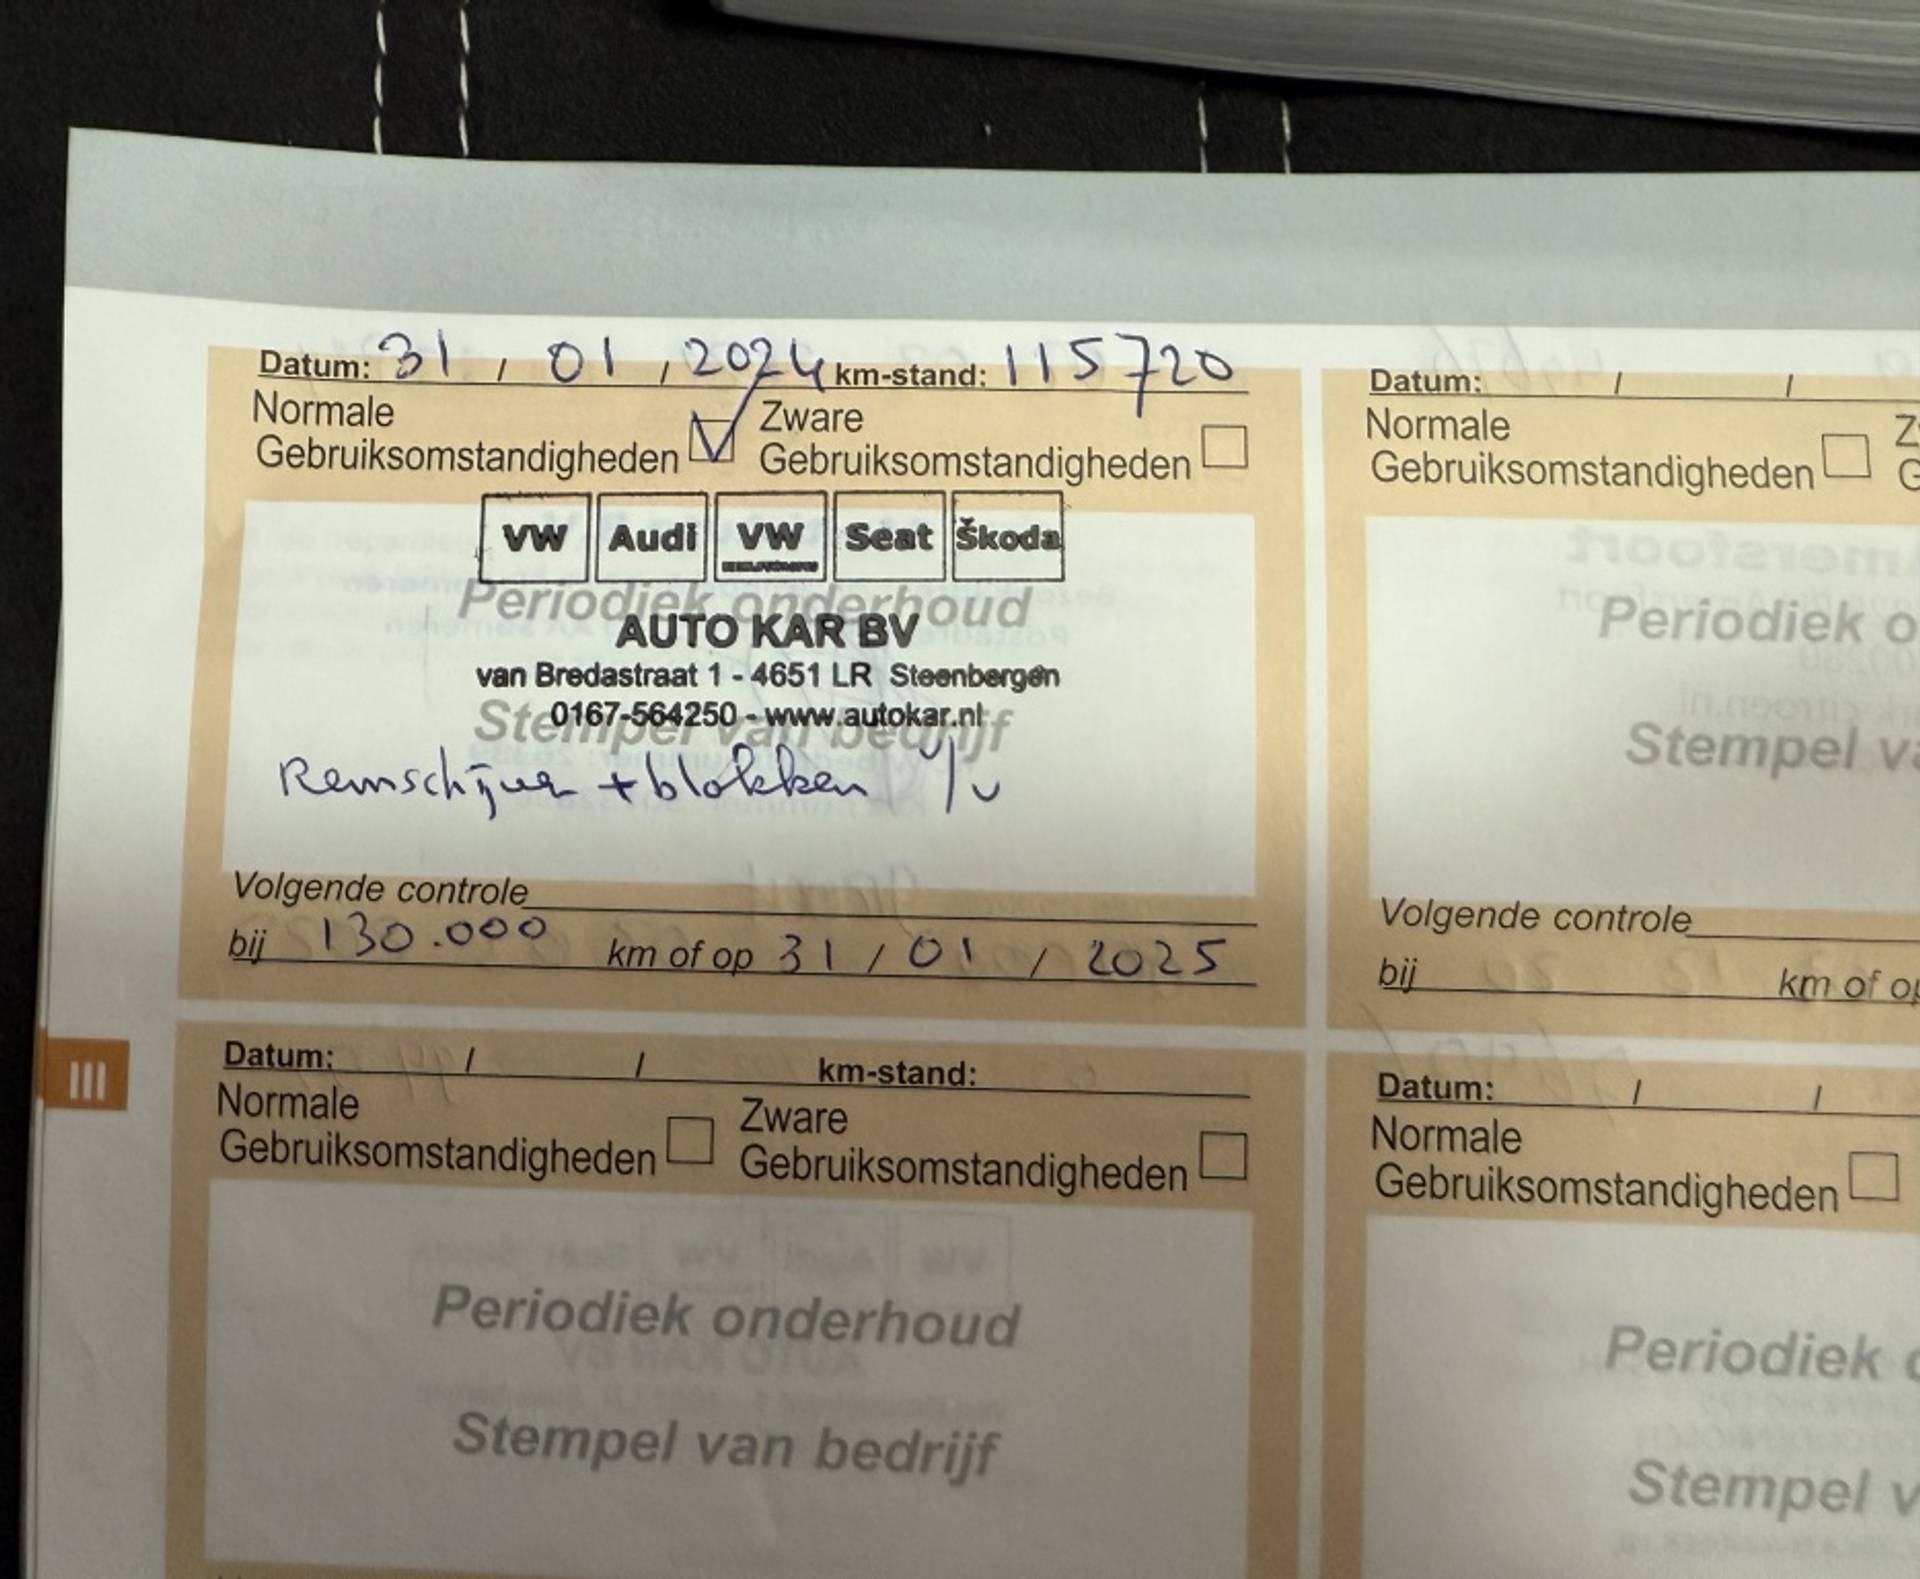 Datum: 31 / 01 / 2024 km-stand: 115720
Normale
Gebruiksomstandigheden
Zware
Gebruiksomstandigheden
VW Audi VW Seat Škoda
Periodiek onderhoud
AUTO KAR BV
van Bredastraat 1 - 4651 LR Steenbergen
0167-564250 - www.autokar.nl
Stempel van bedrijf
Remschijven + blokken v/v
Volgende controle
bij 130.000 km of op 31 / 01 / 2025
Datum: / /
Normale
Gebruiksomstandigheden
Periodiek
Stempel
Volgende controle
bij km of
III
Datum: / / km-stand:
Normale
Gebruiksomstandigheden
Zware
Gebruiksomstandigheden
Periodiek onderhoud
Stempel van bedrijf
Datum: / /
Normale
Gebruiksomstandigheden
Periodiek
Stempel